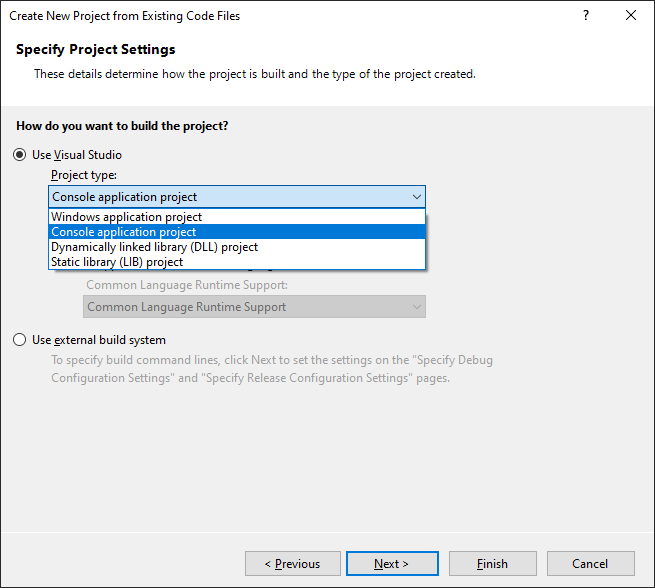 Create New Project from Existing Code Files
?
Specify Project Settings
These details determine how the project is built and the type of the project created.
How do you want to build the project?
Use Visual Studio
Project type:
Console application project
Windows application project
Console application project
Dynamically linked library (DLL) project
Static library (LIB) project
Common Language Runtime Support:
Common Language Runtime Support
Use external build system
To specify build command lines, click Next to set the settings on the "Specify Debug
Configuration Settings" and "Specify Release Configuration Settings" pages.
< Previous
Next >
Finish
Cancel